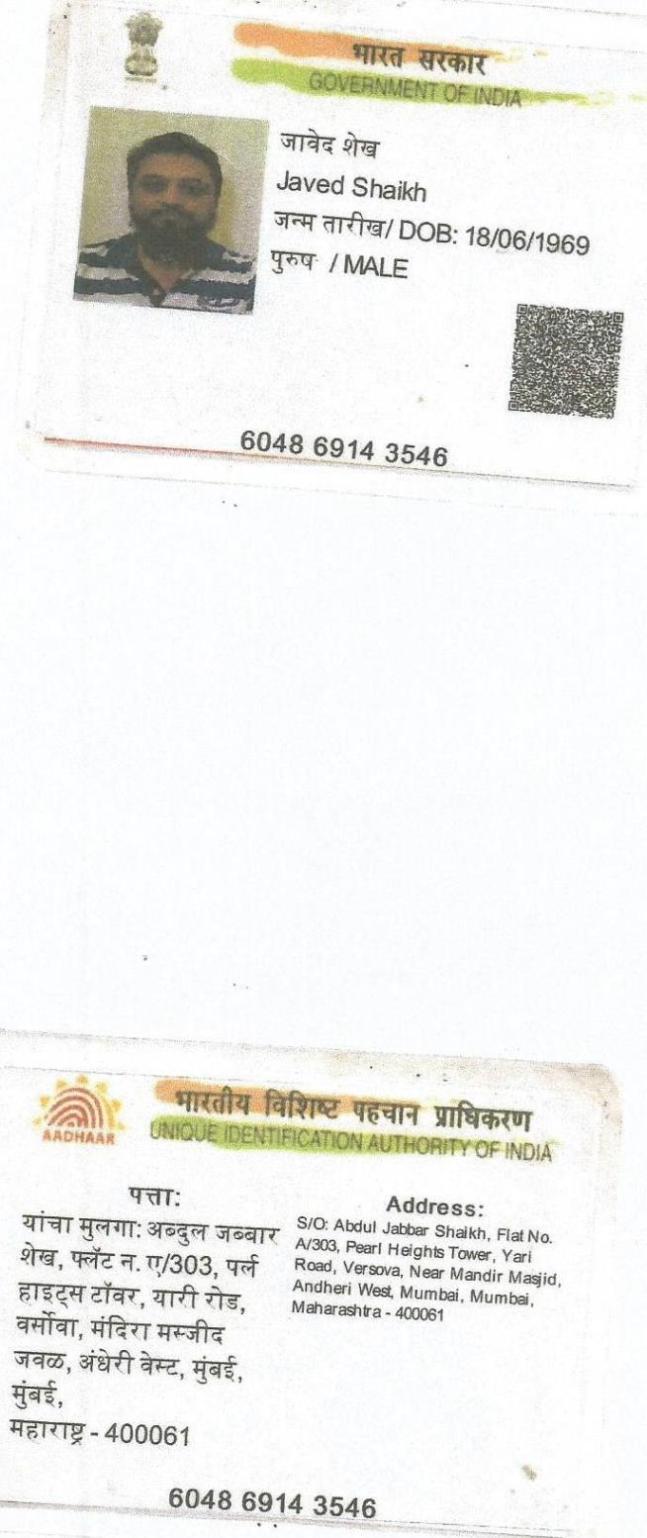 भारत सरकार
GOVERNMENT OF INDIA
जावेद शेख
Javed Shaikh
जन्म तारीख/ DOB: 18/06/1969
पुरुष / MALE
6048 6914 3546
भारतीय विशिष्ट पहचान प्राधिकरण
UNIQUE IDENTIFICATION AUTHORITY OF INDIA
AADHAAR
पत्ता:
यांचा मुलगा: अब्दुल जब्बार
शेख, फ्लॅट न. ए/303, पर्ल
हाइट्स टॉवर, यारी रोड,
वर्सोवा, मंदिरा मस्जीद
जवळ, अंधेरी वेस्ट, मुंबई,
मुंबई,
महाराष्ट्र - 400061
Address:
S/O: Abdul Jabbar Shaikh, Flat No.
A/303, Pearl Heights Tower, Yari
Road, Versova, Near Mandir Masjid,
Andheri West, Mumbai, Mumbai,
Maharashtra - 400061
6048 6914 3546